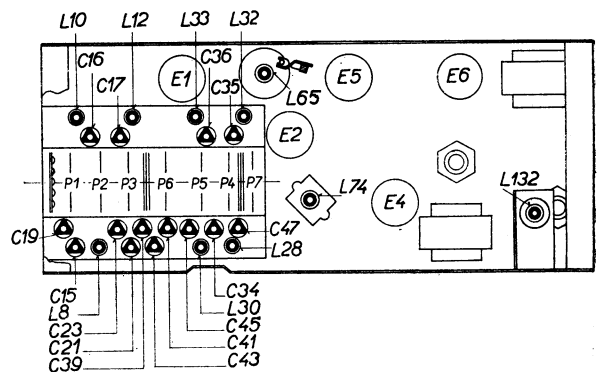 L10 L12 L33 L32
C16 C36
C17 C35
E1 E5 E6
L65
E2
P1 P2 P3 P6 P5 P4 P7
L74
E4
L132
C19
C47
L28
C15 C34
L8 L30
C23 C45
C21 C41
C39 C43